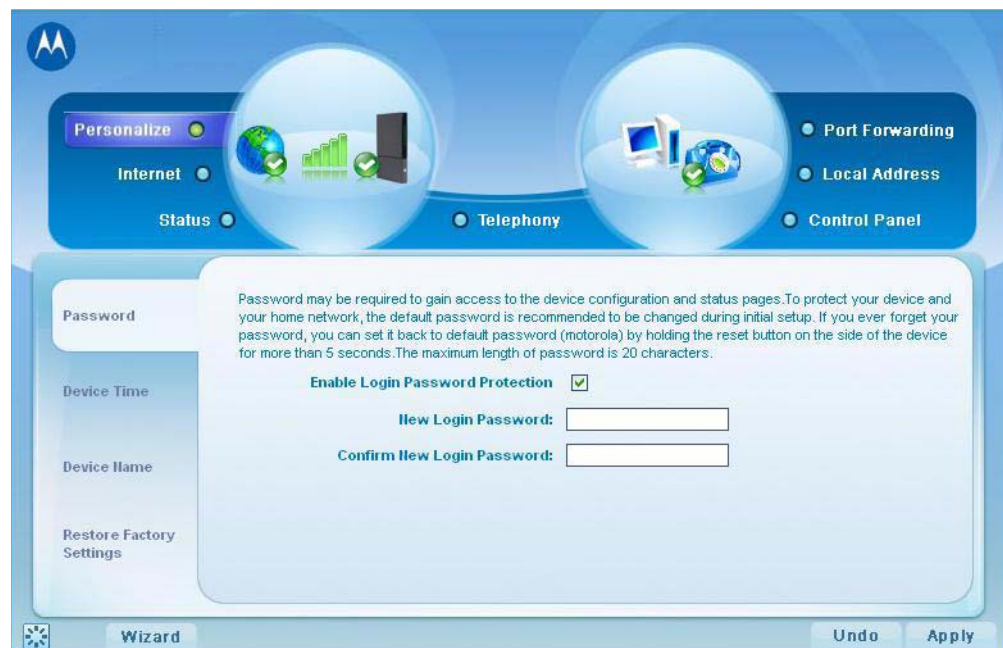 Personalize
Internet
Status
Telephony
Port Forwarding
Local Address
Control Panel
Password
Device Time
Device Name
Restore Factory
Settings
Password may be required to gain access to the device configuration and status pages.To protect your device and
your home network, the default password is recommended to be changed during initial setup. If you ever forget your
password, you can set it back to default password (motorola) by holding the reset button on the side of the device
for more than 5 seconds.The maximum length of password is 20 characters.
Enable Login Password Protection
New Login Password:
Confirm New Login Password:
Wizard
Undo
Apply